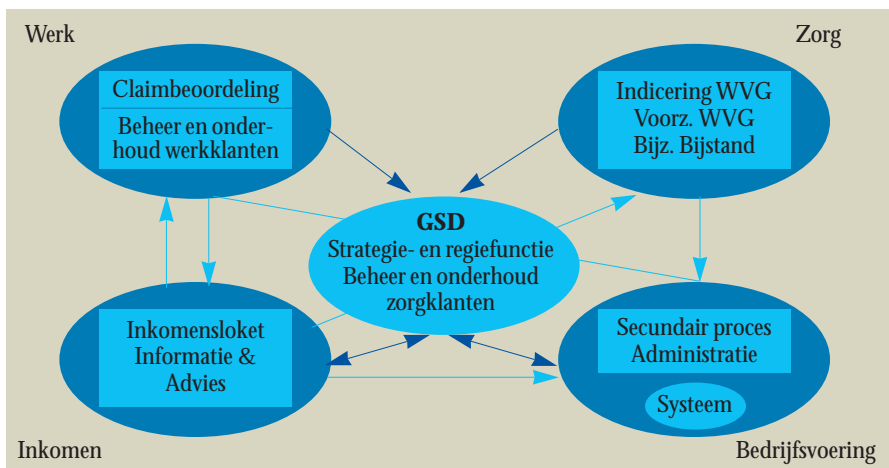 Werk
Zorg
Claimbeoordeling
Beheer en onder-
houd werkklanten
Indicering WVG
Voorz. WVG
Bijz. Bijstand
GSD
Strategie- en regiefunctie
Beheer en onderhoud
zorgklanten
Inkomensloket
Informatie &
Advies
Secundair proces
Administratie
Systeem
Inkomen
Bedrijfsvoering